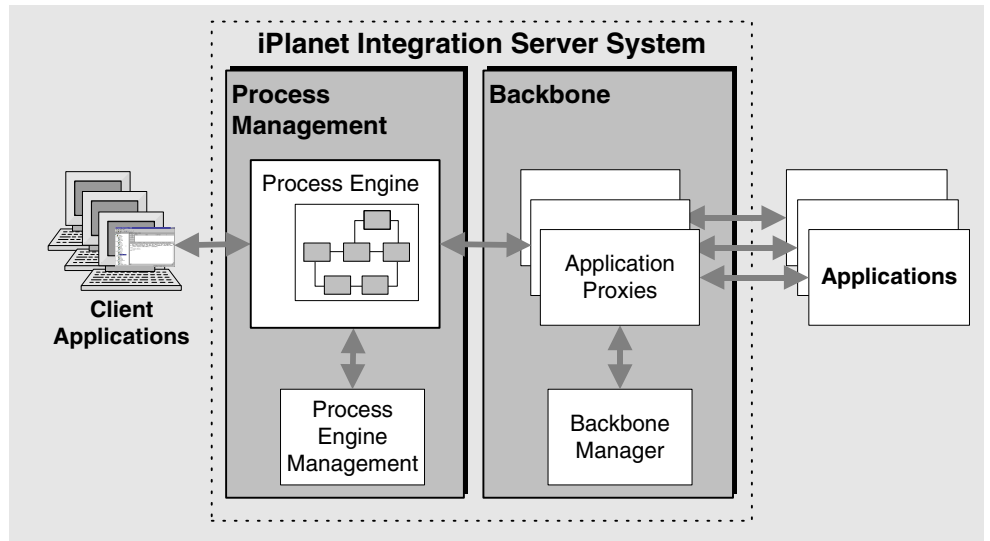 iPlanet Integration Server System
Process
Management
Backbone
Process Engine
Client
Applications
Application
Proxies
Applications
Process
Engine
Management
Backbone
Manager